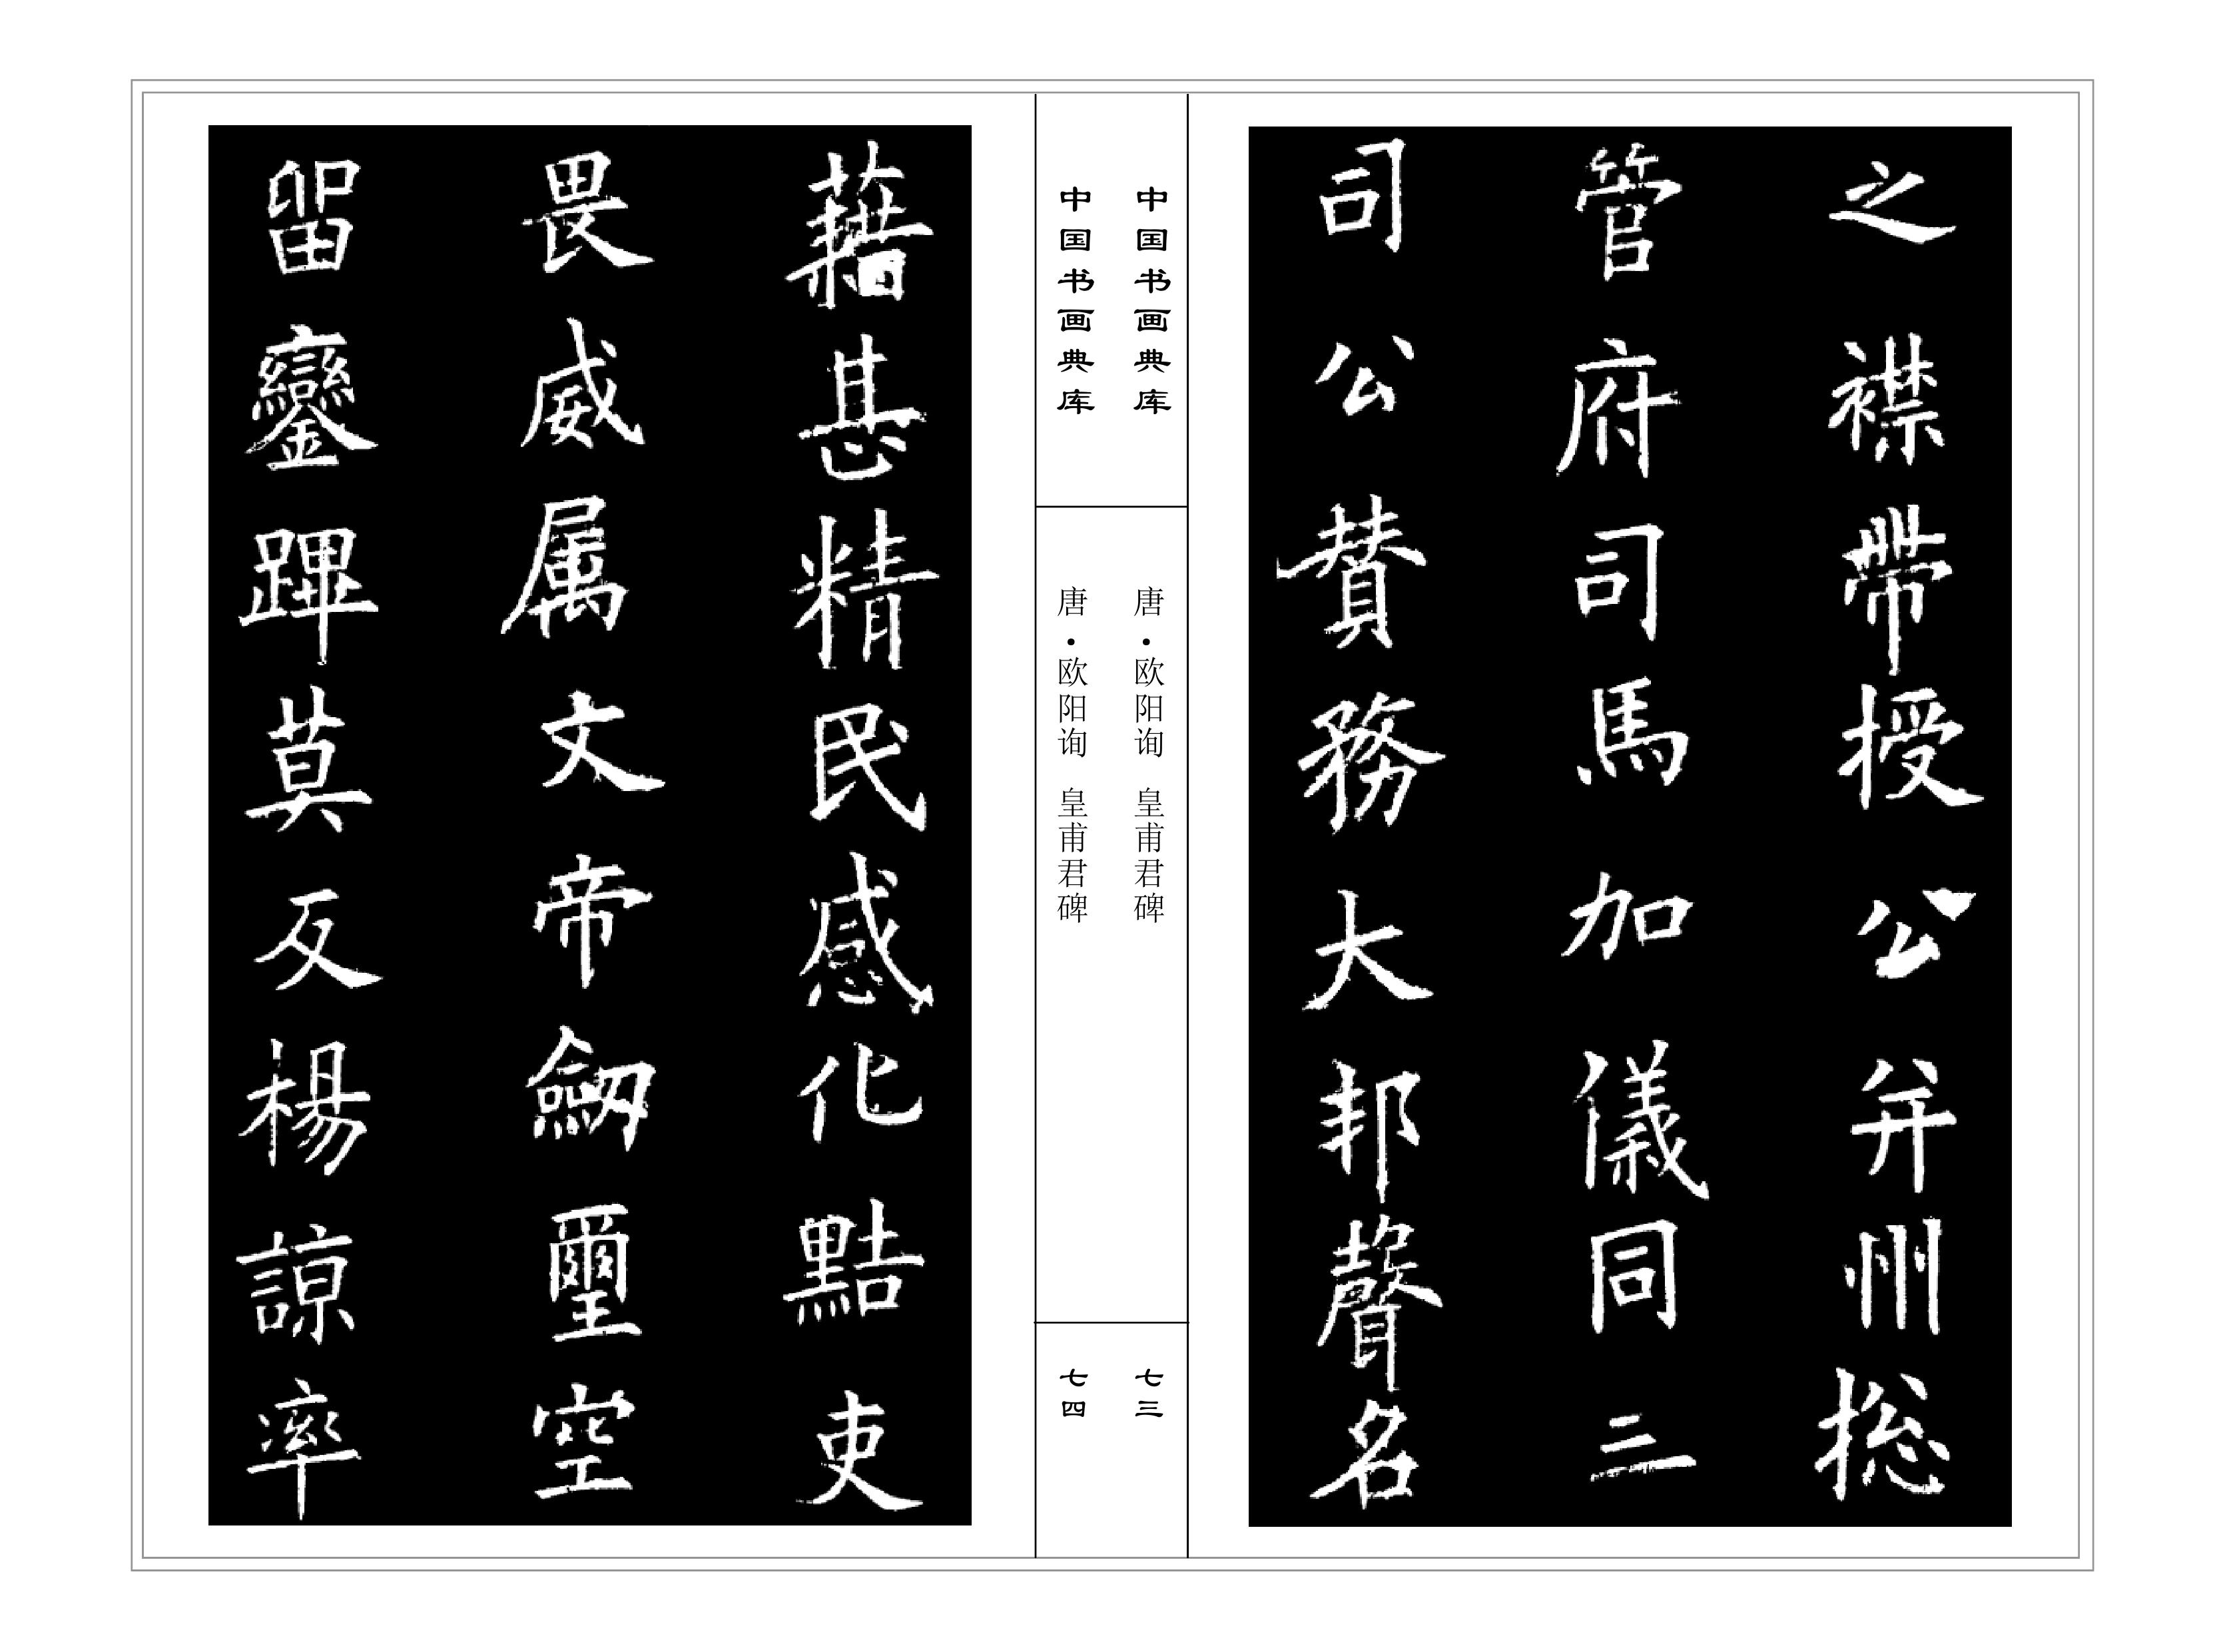 之襟帶授公并州捴
管府司馬加儀同三
司公賛務大邦聲名
中国书画典库
唐·欧阳询 皇甫君碑
七三
中国书画典库
唐·欧阳询 皇甫君碑
七四
藉甚精民感化黠吏
畏威属文帝劒璽空
留鑾蹕莫反楊諒率